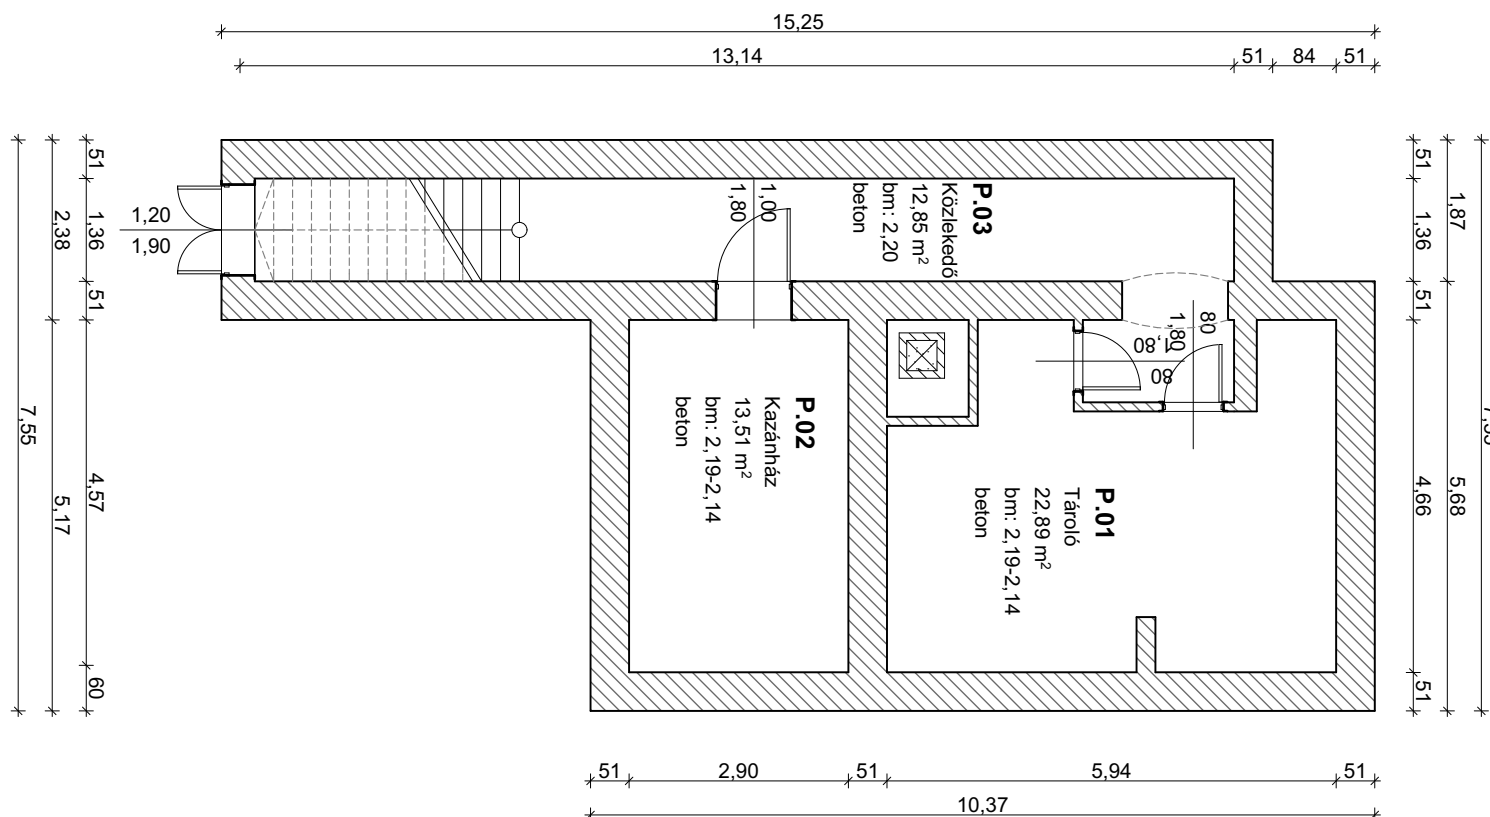 15,25
13,14
51
84
51
51
1,36
51
4,57
60
2,38
5,17
7,55
1,20
1,90
1,00
1,80
P.03
Közlekedő
12,85 m²
bm: 2,20
beton
80
1,80
1,80
80
P.02
Kazánház
13,51 m²
bm: 2,19-2,14
beton
P.01
Tároló
22,89 m²
bm: 2,19-2,14
beton
51
1,36
51
4,66
51
1,87
5,68
51
2,90
51
5,94
51
10,37